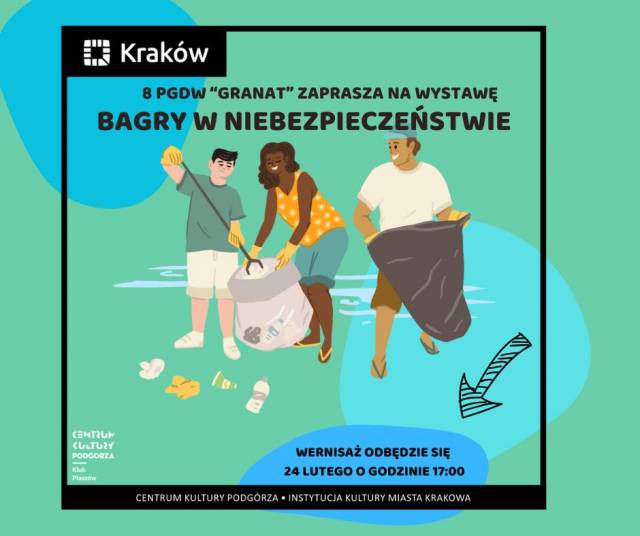 Kraków
8 PGDW “GRANAT” ZAPRASZA NA WYSTAWĘ
BAGRY W NIEBEZPIECZEŃSTWIE
CENTRUM
KULTURY
PODGÓRZA
Klub
Płaszów
WERNISAŻ ODBĘDZIE SIĘ
24 LUTEGO O GODZINIE 17:00
CENTRUM KULTURY PODGÓRZA • INSTYTUCJA KULTURY MIASTA KRAKOWA